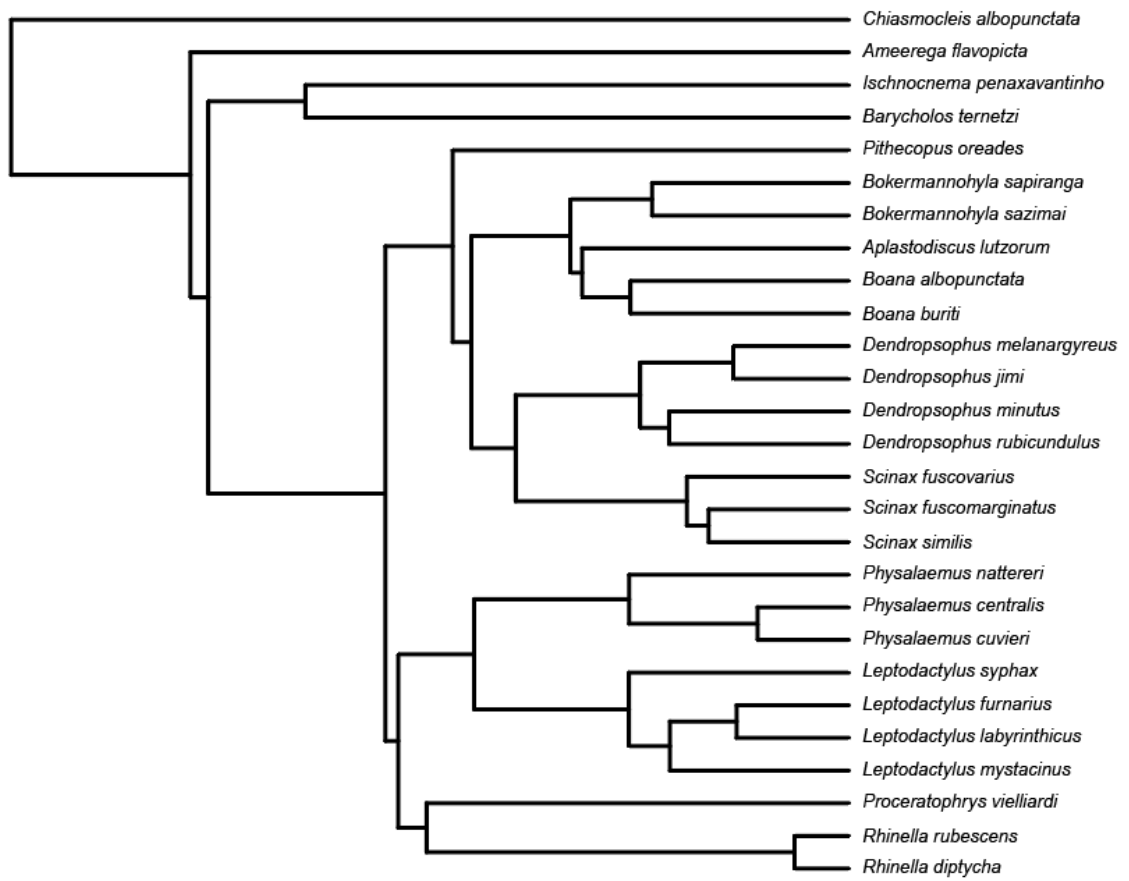 Chiasmocleis albopunctata
Ameerega flavopicta
Ischnocnema penaxavantinho
Barycholos ternetzi
Pithecopus oreades
Bokermannohyla sapiranga
Bokermannohyla sazimai
Aplastodiscus lutzorum
Boana albopunctata
Boana buriti
Dendropsophus melanargyreus
Dendropsophus jimi
Dendropsophus minutus
Dendropsophus rubicundulus
Scinax fuscovarius
Scinax fuscomarginatus
Scinax similis
Physalaemus nattereri
Physalaemus centralis
Physalaemus cuvieri
Leptodactylus syphax
Leptodactylus furnarius
Leptodactylus labyrinthicus
Leptodactylus mystacinus
Proceratophrys vielliardi
Rhinella rubescens
Rhinella diptycha